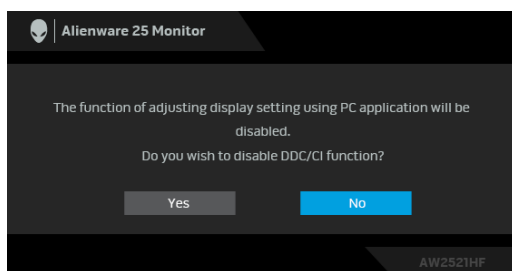 Alienware 25 Monitor
The function of adjusting display setting using PC application will be
disabled.
Do you wish to disable DDC/CI function?
Yes No
AW2521HF